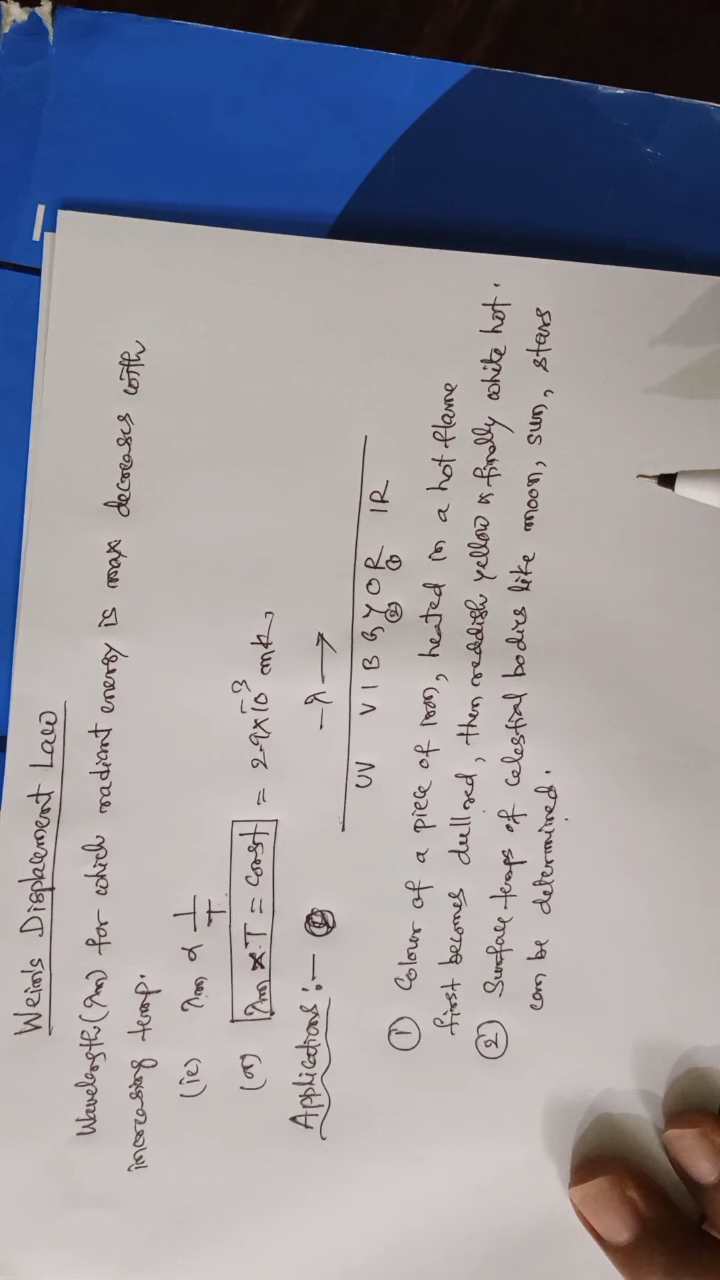 Wein's Displacement Law
Wavelength (λm) for which radiant energy is max decreases with
increasing temp.
(ie) λm α 1/T
(or) λm × T = Const = 2.9×10⁻³ mk,
Applications :-
-λ →
UV V I B G Y O R IR
② ①
① Colour of a piece of iron, heated in a hot flame
first becomes dull red, then reddish yellow & finally white hot.
② Surface temps of celestial bodies like moon, sun, stars
can be determined.